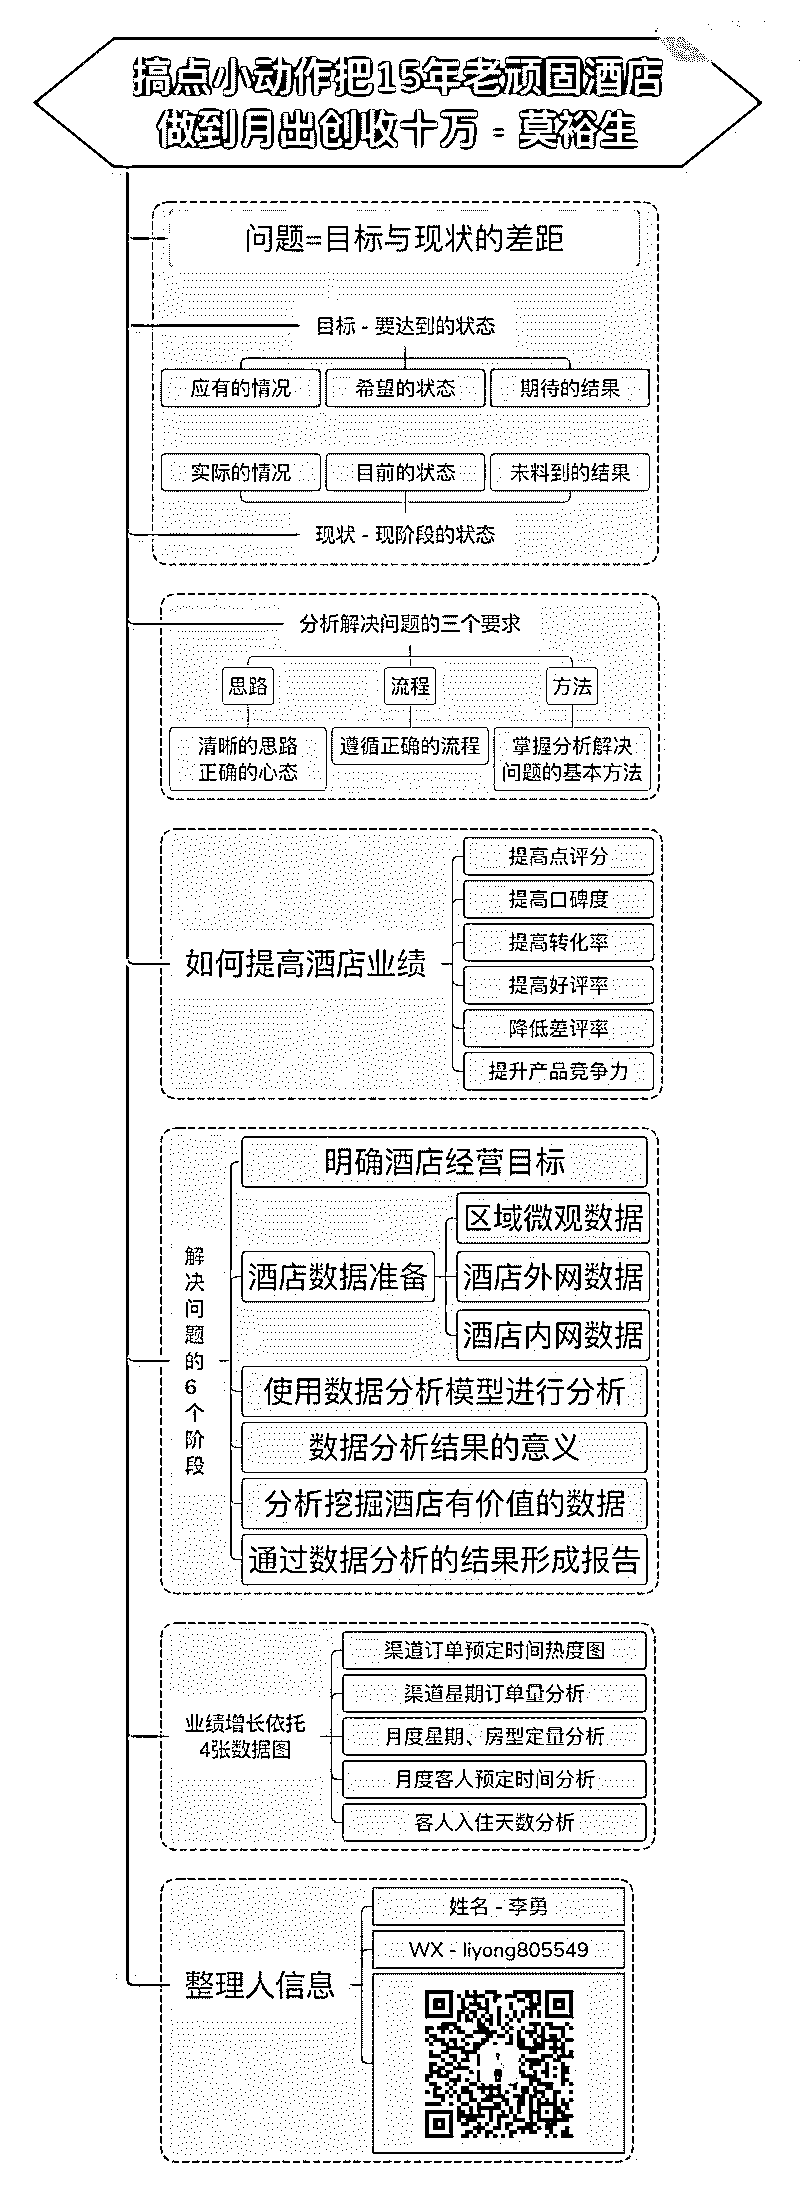 搞点小动作把15年老顽固酒店
做到月出创收十万 - 莫裕生
问题=目标与现状的差距
目标 - 要达到的状态
应有的情况
希望的状态
期待的结果
实际的情况
目前的状态
未料到的结果
现状 - 现阶段的状态
分析解决问题的三个要求
思路
流程
方法
清晰的思路
正确的心态
遵循正确的流程
掌握分析解决
问题的基本方法
如何提高酒店业绩
提高点评分
提高口碑度
提高转化率
提高好评率
降低差评率
提升产品竞争力
解决问题的6个阶段
明确酒店经营目标
酒店数据准备
区域微观数据
酒店外网数据
酒店内网数据
使用数据分析模型进行分析
数据分析结果的意义
分析挖掘酒店有价值的数据
通过数据分析的结果形成报告
业绩增长依托
4张数据图
渠道订单预定时间热度图
渠道星期订单量分析
月度星期、房型定量分析
月度客人预定时间分析
客人入住天数分析
整理人信息
姓名 - 李勇
WX - liyong805549